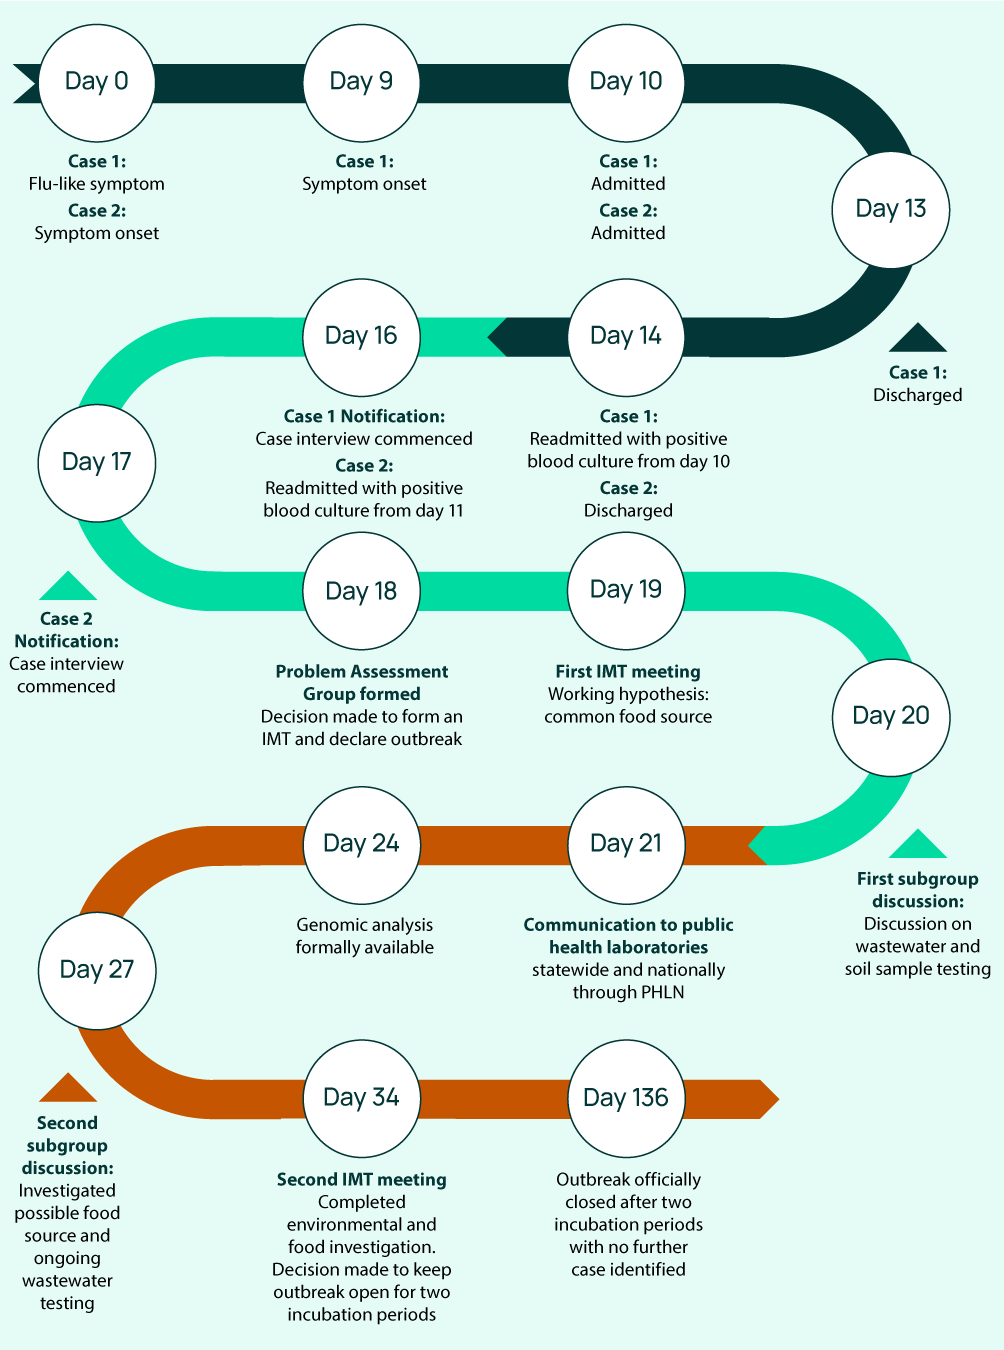 Day 0
Case 1:
Flu-like symptom
Case 2:
Symptom onset
Day 9
Case 1:
Symptom onset
Day 10
Case 1:
Admitted
Case 2:
Admitted
Day 13
Case 1:
Discharged
Day 14
Case 1:
Readmitted with positive
blood culture from day 10
Case 2:
Discharged
Day 16
Case 1 Notification:
Case interview commenced
Case 2:
Readmitted with positive
blood culture from day 11
Day 17
Case 2
Notification:
Case interview
commenced
Day 18
Problem Assessment
Group formed
Decision made to form an
IMT and declare outbreak
Day 19
First IMT meeting
Working hypothesis:
common food source
Day 20
First subgroup
discussion:
Discussion on
wastewater and
soil sample testing
Day 21
Communication to public
health laboratories
statewide and nationally
through PHLN
Day 24
Genomic analysis
formally available
Day 27
Second
subgroup
discussion:
Investigated
possible food
source and
ongoing
wastewater
testing
Day 34
Second IMT meeting
Completed
environmental and
food investigation.
Decision made to keep
outbreak open for two
incubation periods
Day 136
Outbreak officially
closed after two
incubation periods
with no further
case identified